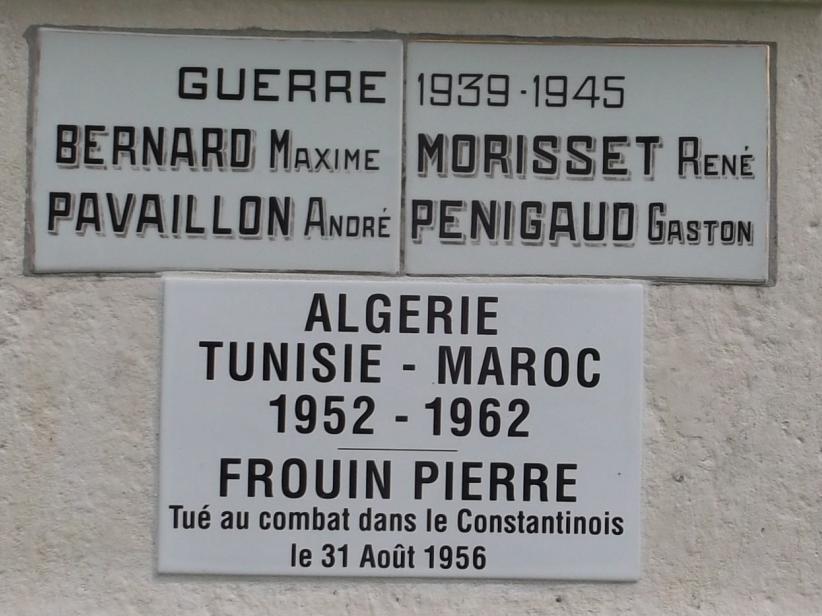 GUERRE 1939-1945
BERNARD MAXIME MORISSET RENÉ
PAVAILLON ANDRÉ PENIGAUD GASTON
ALGERIE
TUNISIE - MAROC
1952 - 1962
FROUIN PIERRE
Tué au combat dans le Constantinois
le 31 Août 1956